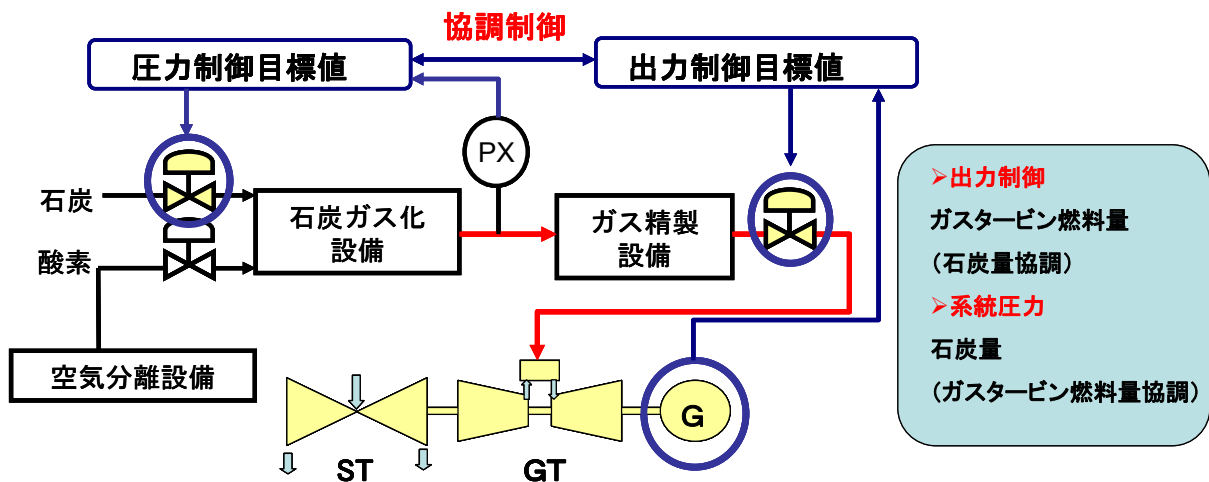 協調制御
圧力制御目標値
出力制御目標値
PX
石炭
酸素
石炭ガス化
設備
ガス精製
設備
空気分離設備
ST
GT
G
➢出力制御
ガスタービン燃料量
(石炭量協調)
➢系統圧力
石炭量
(ガスタービン燃料量協調)